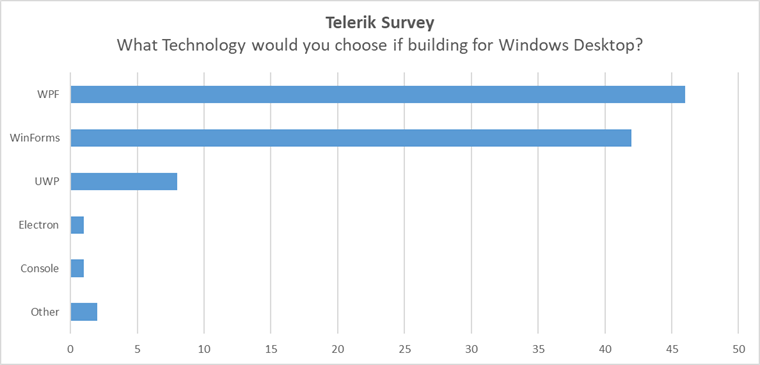 Telerik Survey
What Technology would you choose if building for Windows Desktop?
WPF
WinForms
UWP
Electron
Console
Other
0 5 10 15 20 25 30 35 40 45 50